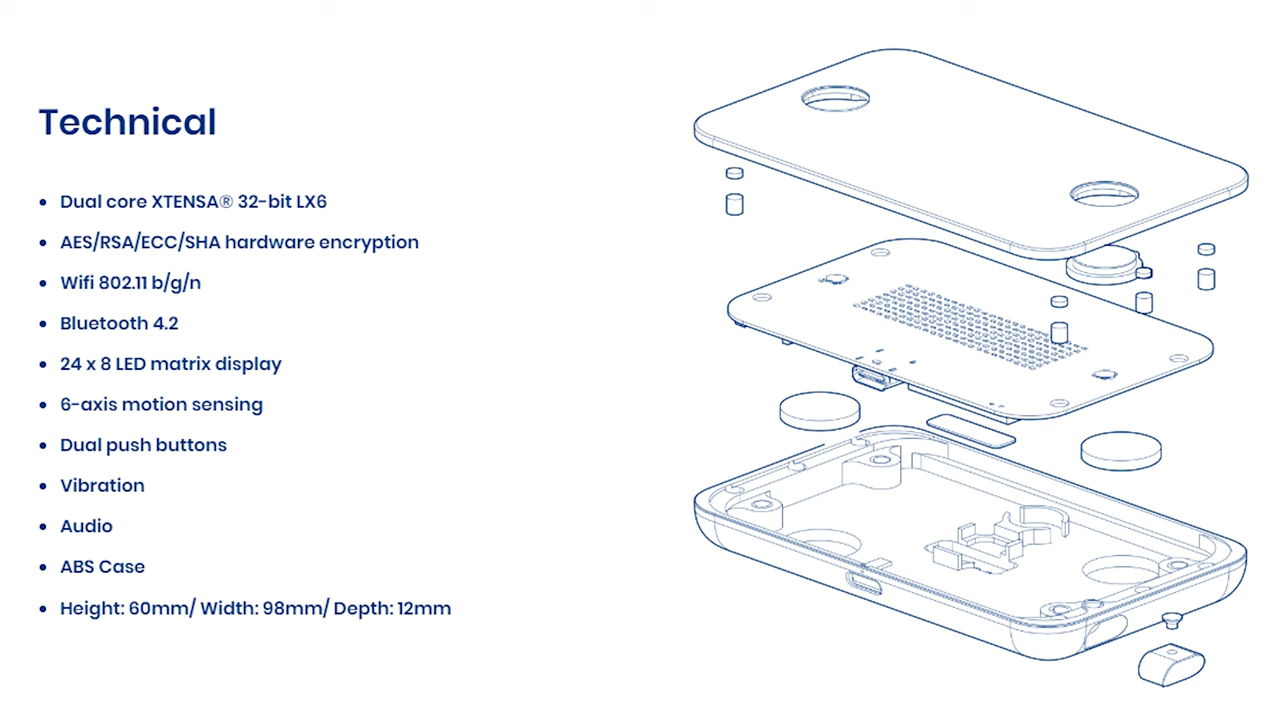 Technical
• Dual core XTENSA® 32-bit LX6
• AES/RSA/ECC/SHA hardware encryption
• Wifi 802.11 b/g/n
• Bluetooth 4.2
• 24 x 8 LED matrix display
• 6-axis motion sensing
• Dual push buttons
• Vibration
• Audio
• ABS Case
• Height: 60mm/ Width: 98mm/ Depth: 12mm